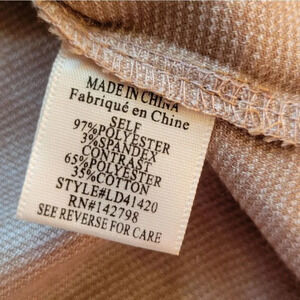 MADE IN CHINA
Fabriqué en Chine
SELF
97%POLYESTER
3%SPANDEX
CONTRAST
65%POLYESTER
35%COTTON
STYLE#LD41420
RN#142798
SEE REVERSE FOR CARE